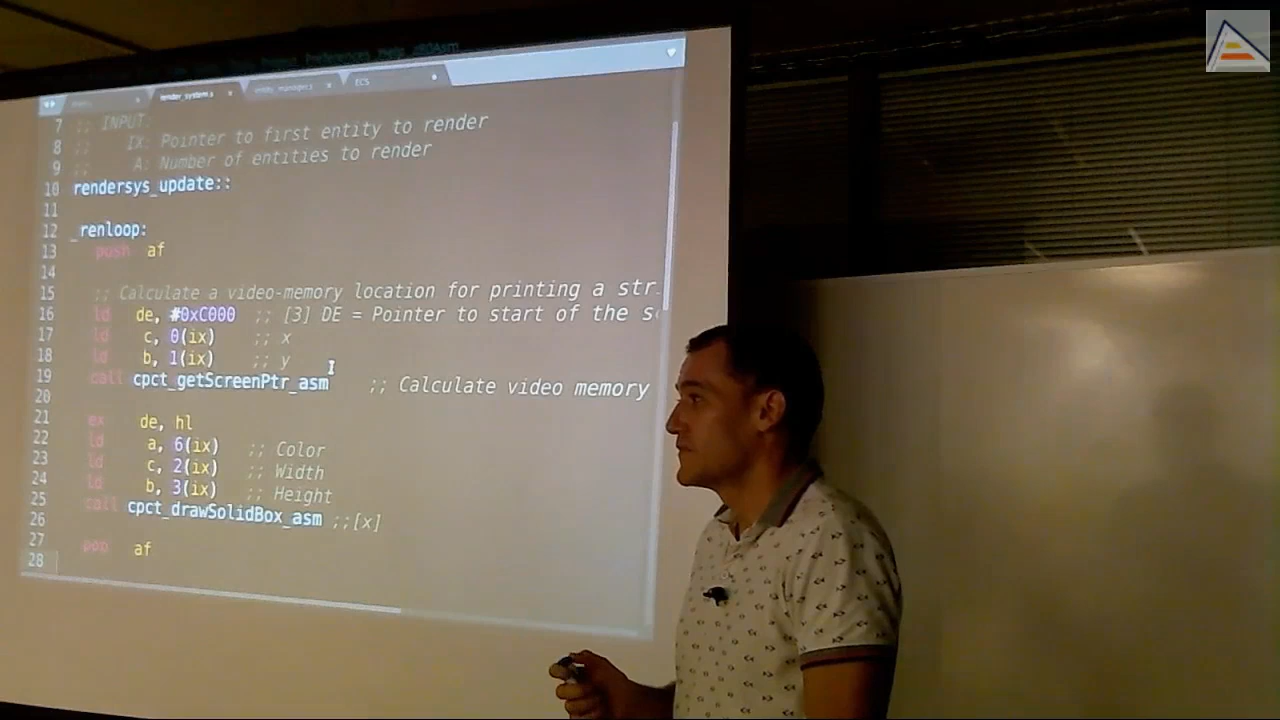 render_system.s
entity_manager.s
ECS
7 ;; INPUT:
8 ;; IX: Pointer to first entity to render
9 ;; A: Number of entities to render
10 rendersys_update::
11
12 _renloop:
13 push af
14
15 ;; Calculate a video-memory location for printing a str
16 ld de, #0xC000 ;; [3] DE = Pointer to start of the s
17 ld c, 0(ix) ;; x
18 ld b, 1(ix) ;; y
19 call cpct_getScreenPtr_asm ;; Calculate video memory
20
21 ex de, hl
22 ld a, 6(ix) ;; Color
23 ld c, 2(ix) ;; Width
24 ld b, 3(ix) ;; Height
25 call cpct_drawSolidBox_asm ;;[x]
26
27 pop af
28